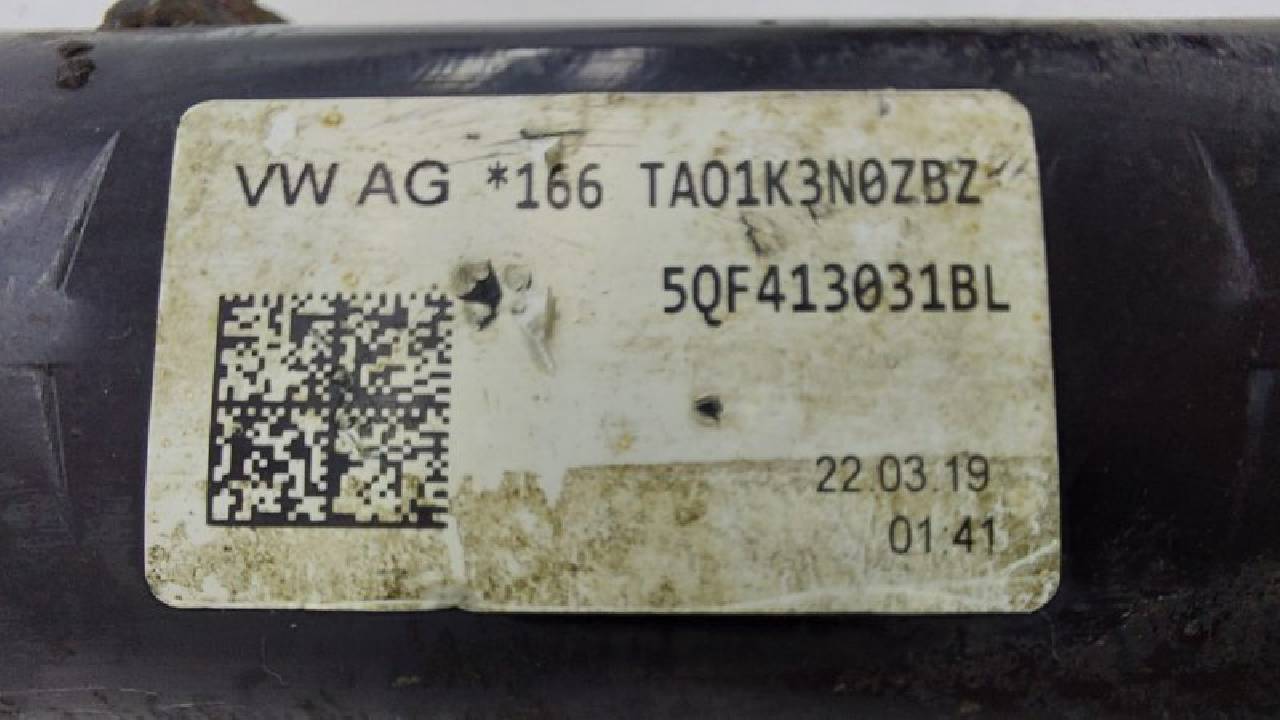 VW AG *166 TA01K3N0ZBZ
5QF413031BL
22.03.19
01:41